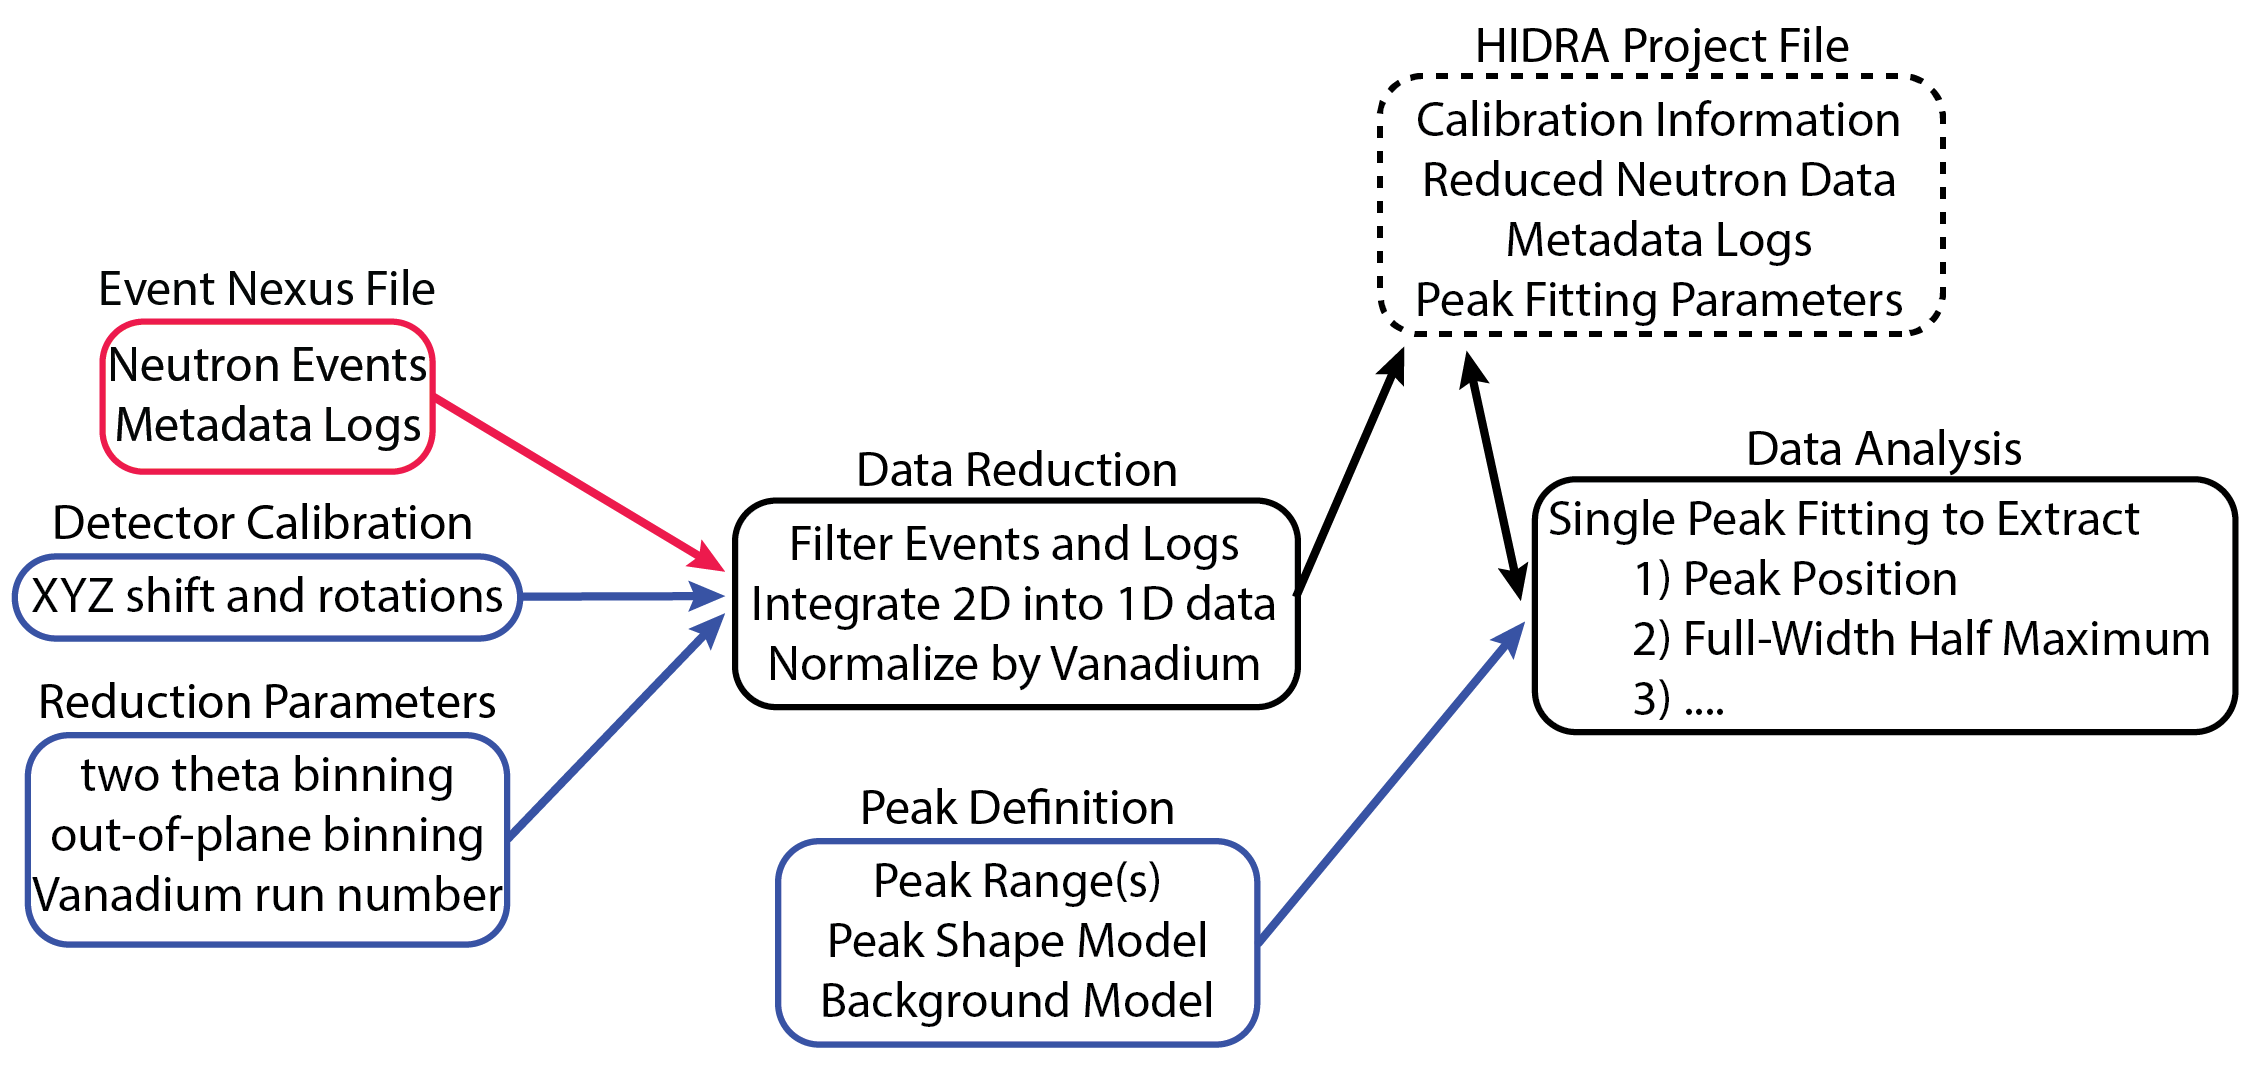 HIDRA Project File
Calibration Information
Reduced Neutron Data
Metadata Logs
Peak Fitting Parameters
Event Nexus File
Neutron Events
Metadata Logs
Detector Calibration
XYZ shift and rotations
Reduction Parameters
two theta binning
out-of-plane binning
Vanadium run number
Data Reduction
Filter Events and Logs
Integrate 2D into 1D data
Normalize by Vanadium
Data Analysis
Single Peak Fitting to Extract
1) Peak Position
2) Full-Width Half Maximum
3) ....
Peak Definition
Peak Range(s)
Peak Shape Model
Background Model